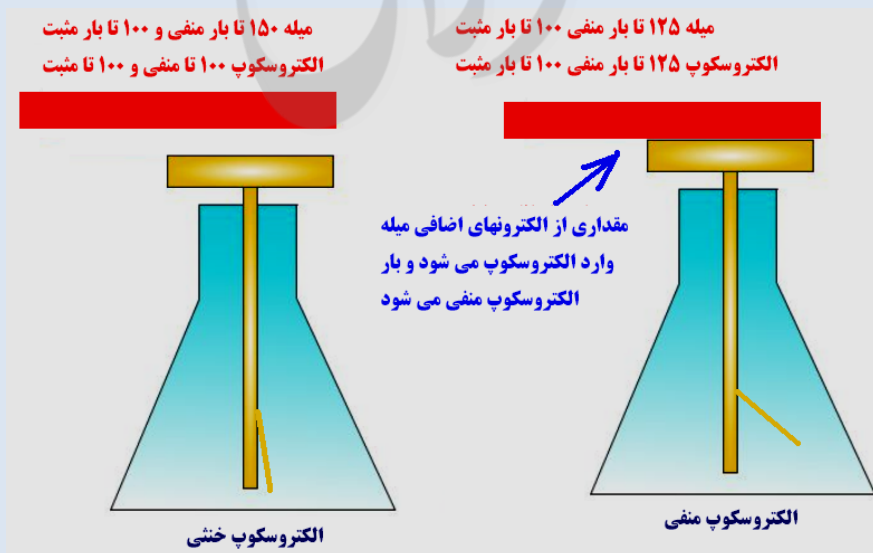 میله ۱۲۵ تا بار منفی ۱۰۰ تا بار مثبت
الکتروسکوپ ۱۲۵ تا بار منفی ۱۰۰ تا بار مثبت
میله ۱۵۰ تا بار منفی و ۱۰۰ تا بار مثبت
الکتروسکوپ ۱۰۰ تا منفی و ۱۰۰ تا مثبت
مقداری از الکترونهای اضافی میله
وارد الکتروسکوپ می شود و بار
الکتروسکوپ منفی می شود
الکتروسکوپ منفی
الکتروسکوپ خنثی